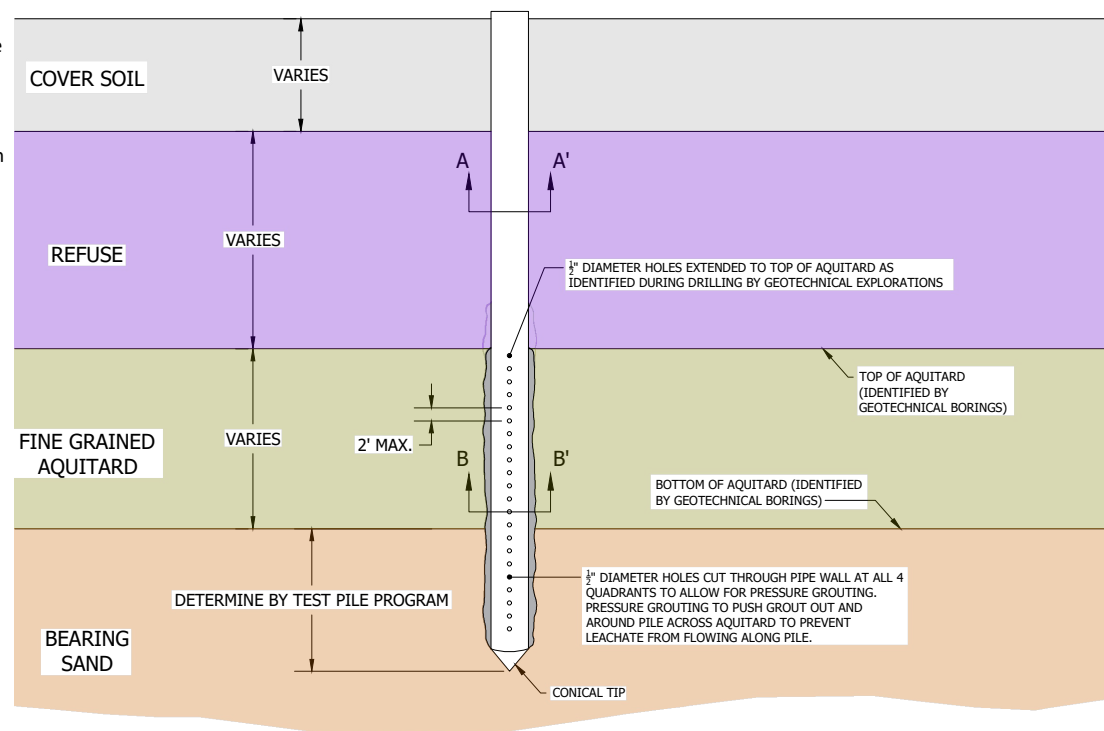 e
n
COVER SOIL
VARIES
A A'
VARIES
REFUSE
½" DIAMETER HOLES EXTENDED TO TOP OF AQUITARD AS
IDENTIFIED DURING DRILLING BY GEOTECHNICAL EXPLORATIONS
TOP OF AQUITARD
(IDENTIFIED BY
GEOTECHNICAL BORINGS)
FINE GRAINED
AQUITARD
VARIES
2' MAX.
B B'
BOTTOM OF AQUITARD (IDENTIFIED
BY GEOTECHNICAL BORINGS)
DETERMINE BY TEST PILE PROGRAM
½" DIAMETER HOLES CUT THROUGH PIPE WALL AT ALL 4
QUADRANTS TO ALLOW FOR PRESSURE GROUTING.
PRESSURE GROUTING TO PUSH GROUT OUT AND
AROUND PILE ACROSS AQUITARD TO PREVENT
LEACHATE FROM FLOWING ALONG PILE.
BEARING
SAND
CONICAL TIP